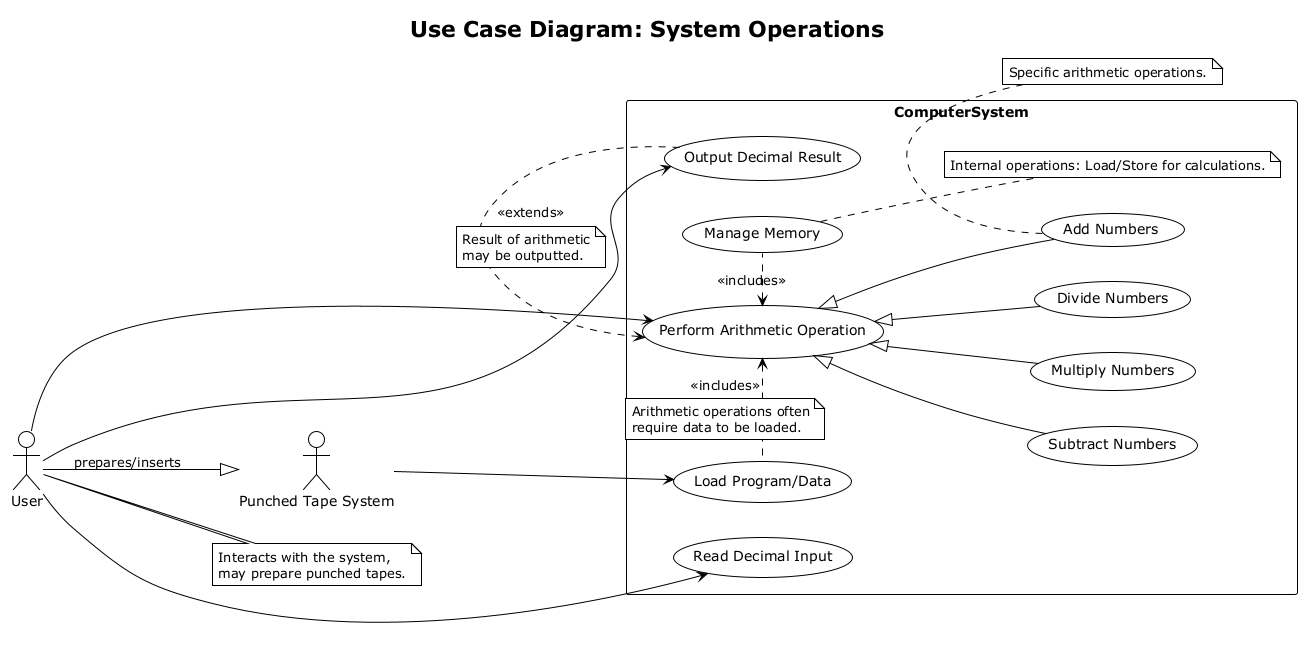 Use Case Diagram: System Operations
Specific arithmetic operations.
ComputerSystem
Output Decimal Result
Internal operations: Load/Store for calculations.
«extends»
Manage Memory
Add Numbers
Result of arithmetic
may be outputted.
«includes»
Divide Numbers
Perform Arithmetic Operation
Multiply Numbers
«includes»
Arithmetic operations often
require data to be loaded.
Subtract Numbers
prepares/inserts
User
Punched Tape System
Load Program/Data
Interacts with the system,
may prepare punched tapes.
Read Decimal Input